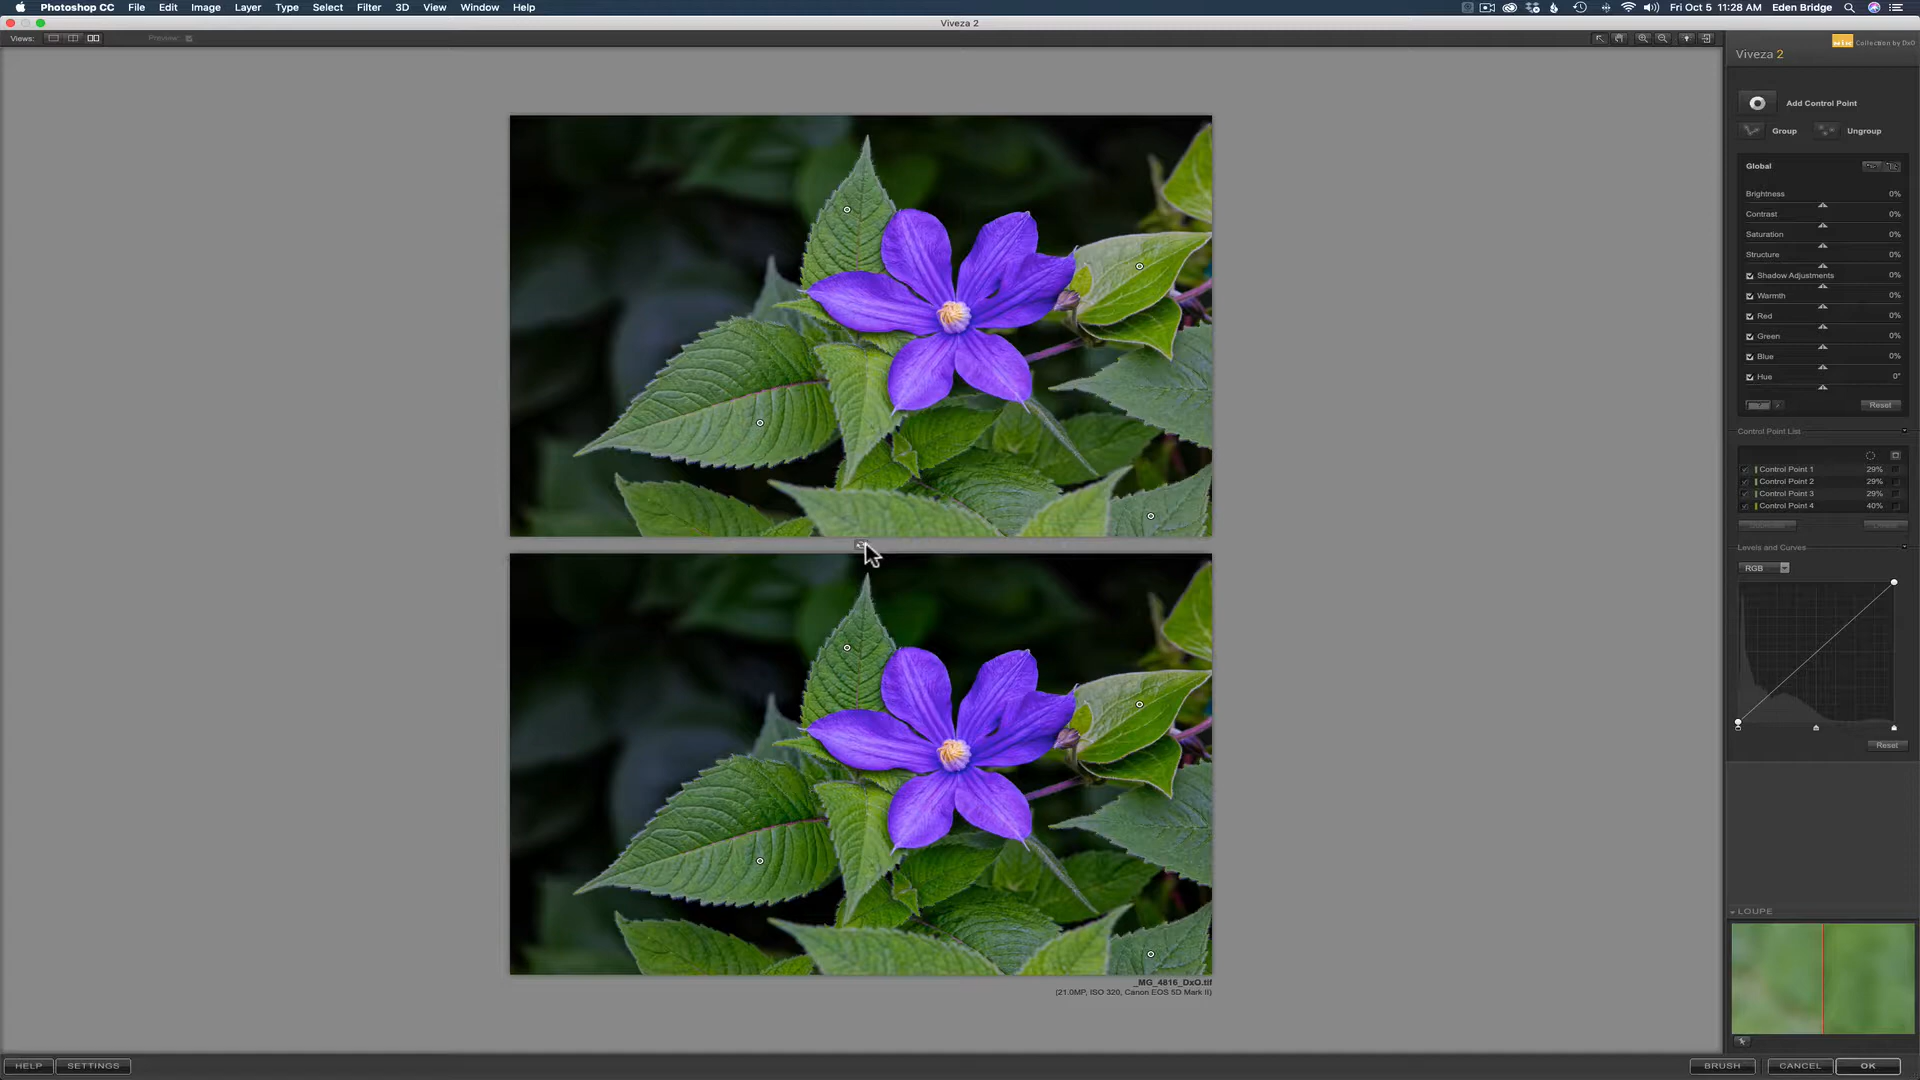 Photoshop CC File Edit Image Layer Type Select Filter 3D View Window Help Fri Oct 5 11:28 AM Eden Bridge
Viveza 2
Views: Preview:
Nik Collection by DxO
Viveza 2
Add Control Point
Group Ungroup
Global
Brightness 0%
Contrast 0%
Saturation 0%
Structure 0%
Shadow Adjustments 0%
Warmth 0%
Red 0%
Green 0%
Blue 0%
Hue 0°
Reset
Control Point List
Control Point 1 29%
Control Point 2 29%
Control Point 3 29%
Control Point 4 40%
Levels and Curves
RGB
Reset
LOUPE
_MG_4816_DxO.tif
(21.0MP, ISO 320, Canon EOS 5D Mark II)
HELP SETTINGS BRUSH CANCEL OK